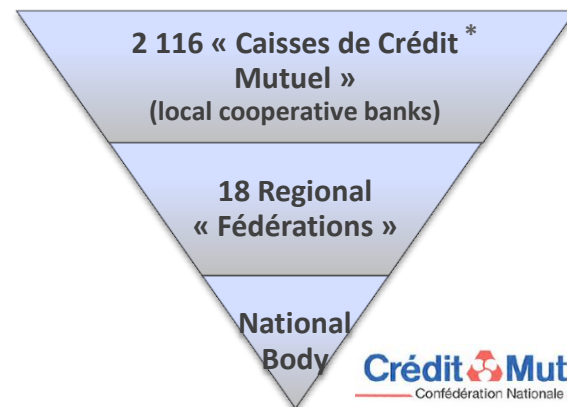 2 116 « Caisses de Crédit *
Mutuel »
(local cooperative banks)
18 Regional
« Fédérations »
National
Body
Crédit Mut
Confédération Nationale